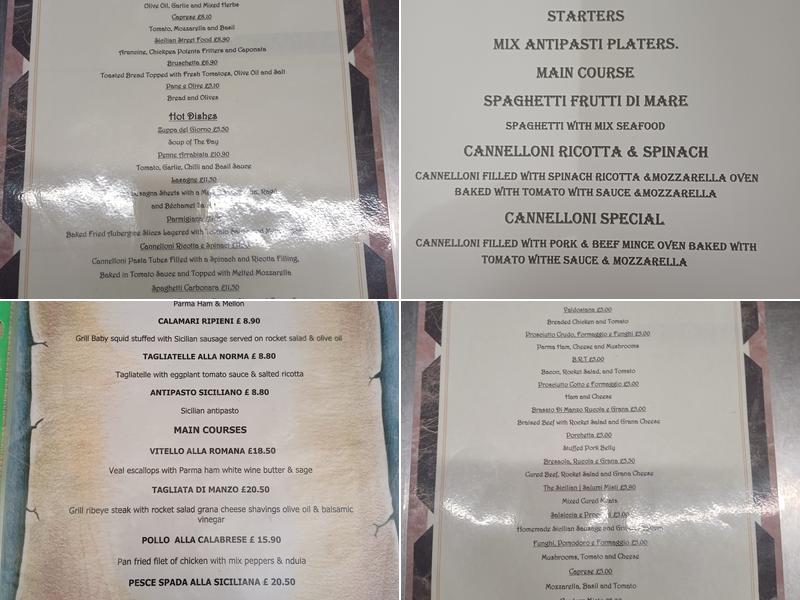 Olive Oil, Garlic and Mixed Herbs
Caprese £8.10
Tomato, Mozzarella and Basil
Sicilian Street Food £8.90
Arancine, Chickpea Potenta Fritters and Caponata
Bruschetta £6.90
Toasted Bread Topped with Fresh Tomatoes, Olive Oil and Salt
Pane e Olive £5.10
Bread and Olives
Hot Dishes
Zuppa del Giorno £5.50
Soup of The Day
Penne Arrabiata £10.90
Tomato, Garlic, Chilli and Basil Sauce
Lasagne £11.50
Lasagna Sheets with a
and Béchamel
Parmigiana
Baked Fried Aubergine Slices Layered with
Cannelloni Ricotta e Spinaci
Cannelloni Pasta Tubes Filled with a Spinach and Ricotta Filling,
Baked in Tomato Sauce and Topped with Melted Mozzarella
Spaghetti Carbonara £11.50
STARTERS
MIX ANTIPASTI PLATERS.
MAIN COURSE
SPAGHETTI FRUTTI DI MARE
SPAGHETTI WITH MIX SEAFOOD
CANNELLONI RICOTTA & SPINACH
CANNELLONI FILLED WITH SPINACH RICOTTA &MOZZARELLA OVEN
BAKED WITH TOMATO WITH SAUCE &MOZZARELLA
CANNELLONI SPECIAL
CANNELLONI FILLED WITH PORK & BEEF MINCE OVEN BAKED WITH
TOMATO WITHE SAUCE & MOZZARELLA
Parma Ham & Mellon
CALAMARI RIPIENI £ 8.90
Grill Baby squid stuffed with Sicilian sausage served on rocket salad & olive oil
TAGLIATELLE ALLA NORMA £ 8.80
Tagliatelle with eggplant tomato sauce & salted ricotta
ANTIPASTO SICILIANO £ 8.80
Sicilian antipasto
MAIN COURSES
VITELLO ALLA ROMANA £18.50
Veal escallops with Parma ham white wine butter & sage
TAGLIATA DI MANZO £20.50
Grill ribeye steak with rocket salad grana cheese shavings olive oil & balsamic
vinegar
POLLO ALLA CALABRESE £ 15.90
Pan fried filet of chicken with mix peppers & nduia
PESCE SPADA ALLA SICILIANA £ 20.50
Valdostana £5.00
Breaded Chicken and Tomato
Prosciutto Crudo, Formaggio e Funghi £5.00
Parma Ham, Cheese and Mushrooms
B.R.T £5.00
Bacon, Rocket Salad, and Tomato
Prosciutto Cotto e Formaggio £5.00
Ham and Cheese
Brasato Di Manzo Rucola e Grana £5.00
Braised Beef with Rocket Salad and Grana Cheese
Porchetta £5.00
Stuffed Pork Belly
Bresaola, Rucola e Grana £5.50
Cured Beef, Rocket Salad and Grana Cheese
The Sicilian | Salumi Misti £5.90
Mixed Cured Meats
Salsiccia e £5.00
Homemade Sicilian Sausage and
Funghi, Pomodoro e Formaggio £5.00
Mushrooms, Tomato and Cheese
Caprese £5.00
Mozzarella, Basil and Tomato